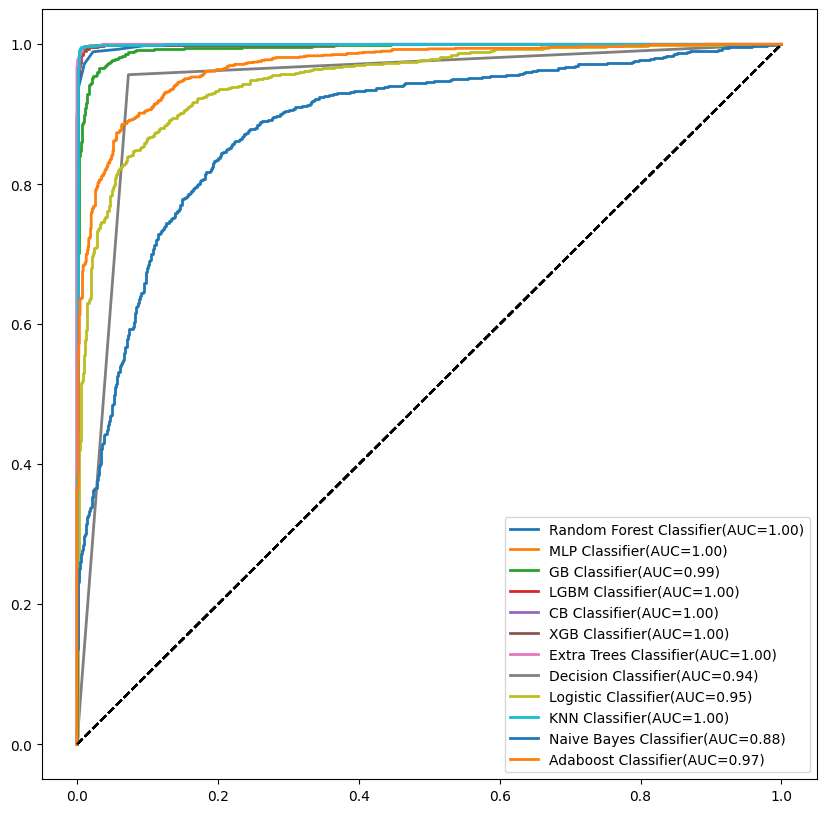 1.0
0.8
0.6
0.4
0.2
0.0
Random Forest Classifier(AUC=1.00)
MLP Classifier(AUC=1.00)
GB Classifier(AUC=0.99)
LGBM Classifier(AUC=1.00)
CB Classifier(AUC=1.00)
XGB Classifier(AUC=1.00)
Extra Trees Classifier(AUC=1.00)
Decision Classifier(AUC=0.94)
Logistic Classifier(AUC=0.95)
KNN Classifier(AUC=1.00)
Naive Bayes Classifier(AUC=0.88)
Adaboost Classifier(AUC=0.97)
0.0 0.2 0.4 0.6 0.8 1.0